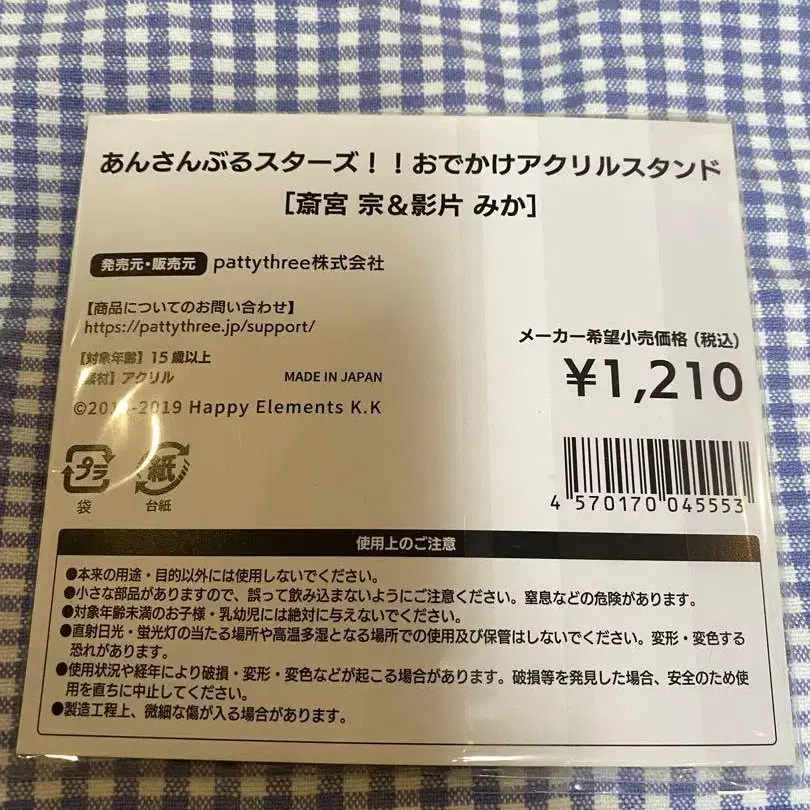 あんさんぶるスターズ！！おでかけアクリルスタンド
［斎宮 宗＆影片 みか］
発売元・販売元 pattythree株式会社
【商品についてのお問い合わせ】
https://pattythree.jp/support/
メーカー希望小売価格（税込）
【対象年齢】15歳以上
アクリル MADE IN JAPAN
¥1,210
-2019 Happy Elements K.K
プラ 紙
袋 台紙
4 570170 045553
使用上のご注意
●本来の用途・目的以外には使用しないでください。
●小さな部品がありますので、誤って飲み込まないようにご注意ください。窒息などの危険があります。
●対象年齢未満のお子様・乳幼児には絶対に与えないでください。
●直射日光・蛍光灯の当たる場所や高温多湿となる場所での使用及び保管はしないでください。変形・変色する
恐れがあります。
●使用状況や経年により破損・変形・変色などが起こる場合があります。破損等を発見した場合、安全のため使
用を直ちに中止してください。
●製造工程上、微細な傷が入る場合があります。